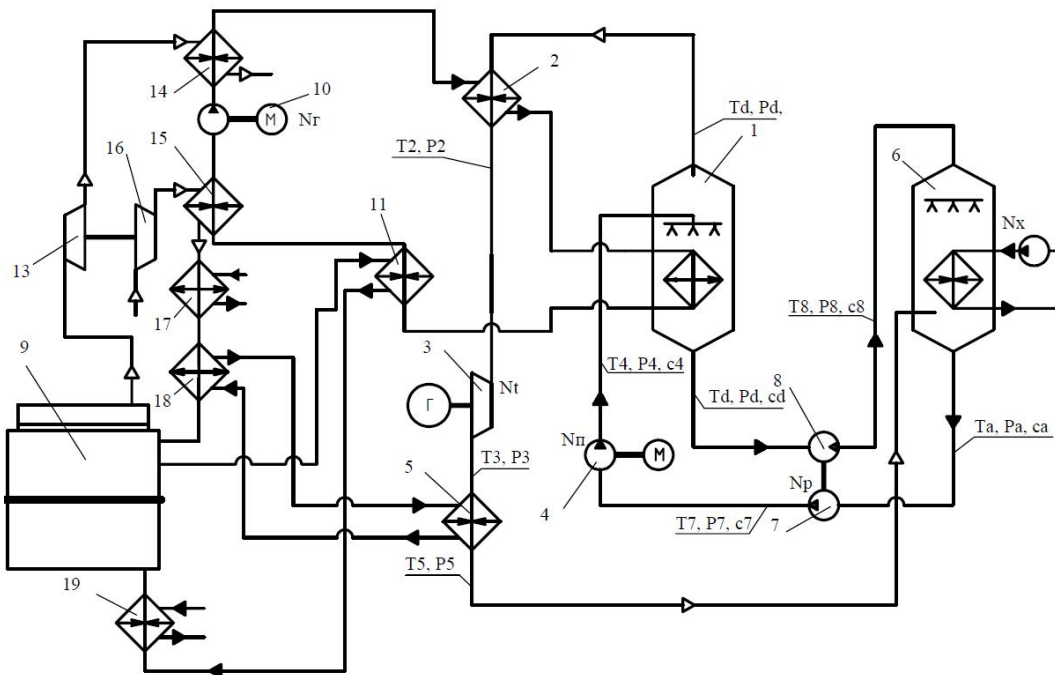 14
10
М
Nг
15
16
13
17
18
9
19
11
2
T2, P2
Td, Pd,
1
3
Nt
Г
T3, P3
5
T5, P5
T4, P4, c4
Nп
М
4
Td, Pd, cd
8
Nр
7
T7, P7, c7
6
Nx
T8, P8, c8
Ta, Pa, ca